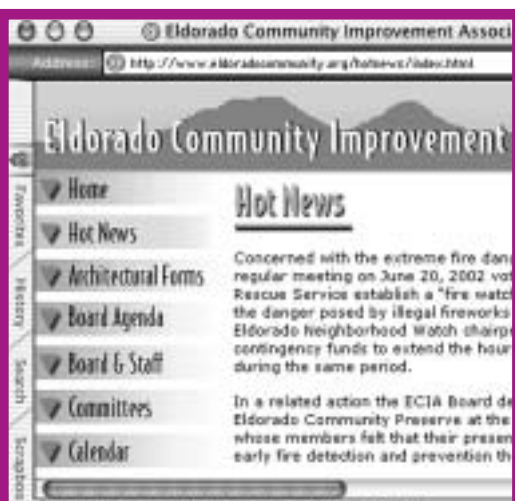 Eldorado Community Improvement Associ
Address: http://www.eldoradocommunity.org/hotnews/index.html
Eldorado Community Improvement
Favorites
History
Search
Scrapboo
Home
Hot News
Architectural Forms
Board Agenda
Board & Staff
Committees
Calendar
Hot News
Concerned with the extreme fire dang
regular meeting on June 20, 2002 vot
Rescue Service establish a "fire watch
the danger posed by illegal fireworks
Eldorado Neighborhood Watch chairpe
contingency funds to extend the hour
during the same period.
In a related action the ECIA Board de
Eldorado Community Preserve at the
whose members felt that their presen
early fire detection and prevention th